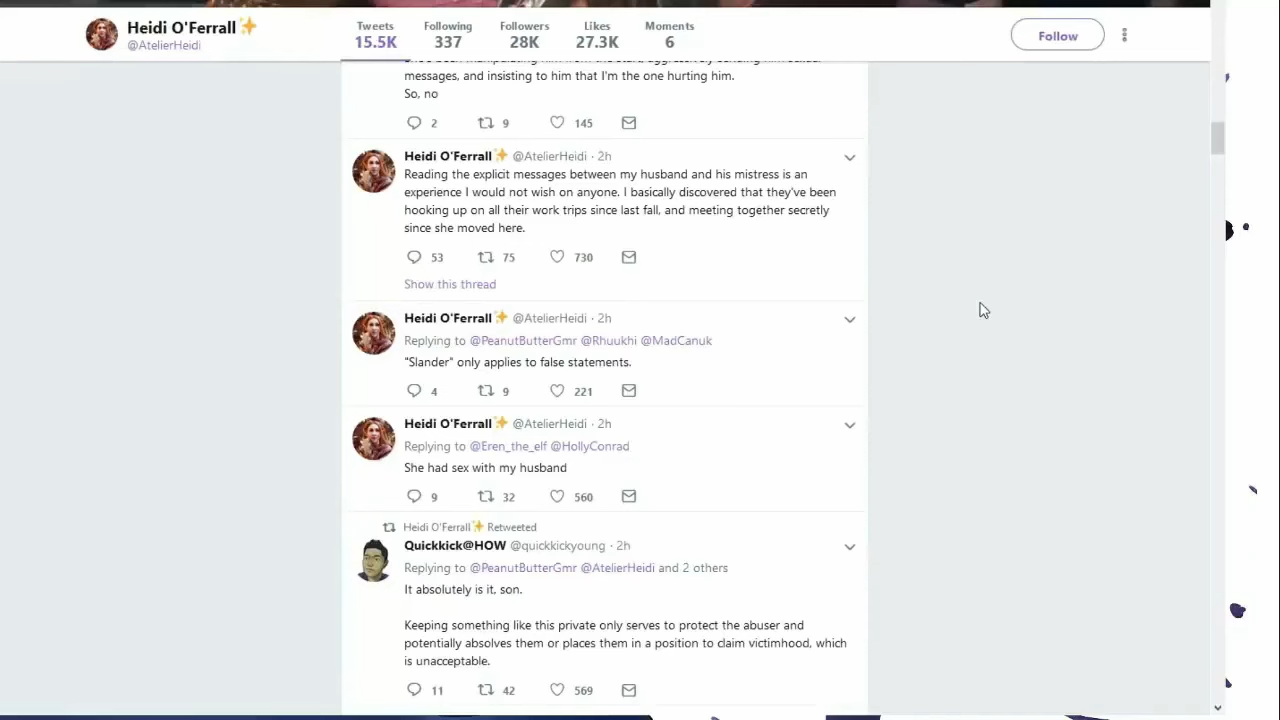 Heidi O'Ferrall✨
@AtelierHeidi
Tweets
15.5K
Following
337
Followers
28K
Likes
27.3K
Moments
6
Follow
messages, and insisting to him that I'm the one hurting him.
So, no
2 9 145
Heidi O'Ferrall✨ @AtelierHeidi · 2h
Reading the explicit messages between my husband and his mistress is an
experience I would not wish on anyone. I basically discovered that they've been
hooking up on all their work trips since last fall, and meeting together secretly
since she moved here.
53 75 730
Show this thread
Heidi O'Ferrall✨ @AtelierHeidi · 2h
Replying to @PeanutButterGmr @Rhuukhi @MadCanuk
"Slander" only applies to false statements.
4 9 221
Heidi O'Ferrall✨ @AtelierHeidi · 2h
Replying to @Eren_the_elf @HollyConrad
She had sex with my husband
9 32 560
Heidi O'Ferrall✨ Retweeted
Quickkick@HOW @quickkickyoung · 2h
Replying to @PeanutButterGmr @AtelierHeidi and 2 others
It absolutely is it, son.
Keeping something like this private only serves to protect the abuser and
potentially absolves them or places them in a position to claim victimhood, which
is unacceptable.
11 42 569